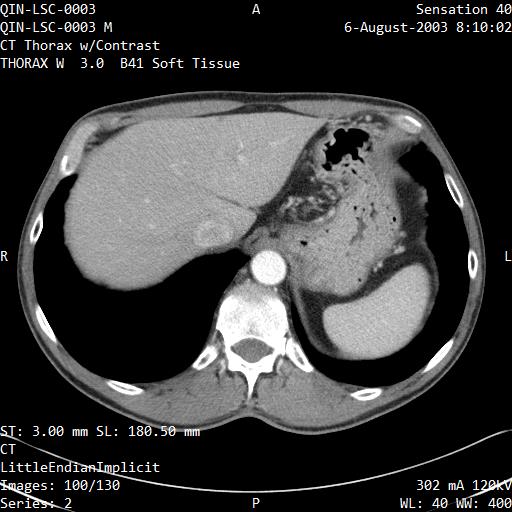 QIN-LSC-0003
A
Sensation 40
QIN-LSC-0003 M
6-August-2003 8:10:02
CT Thorax w/Contrast
THORAX W 3.0 B41 Soft Tissue
R
L
ST: 3.00 mm SL: 180.50 mm
CT
LittleEndianImplicit
Images: 100/130
302 mA 120kV
Series: 2
P
WL: 40 WW: 400